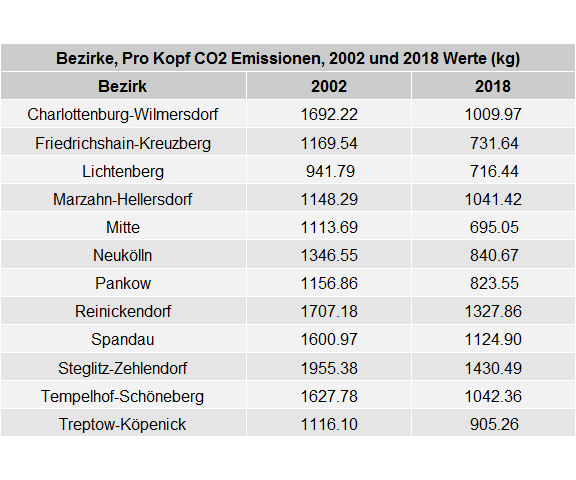 Bezirke, Pro Kopf CO2 Emissionen, 2002 und 2018 Werte (kg)
Bezirk 2002 2018
Charlottenburg-Wilmersdorf 1692.22 1009.97
Friedrichshain-Kreuzberg 1169.54 731.64
Lichtenberg 941.79 716.44
Marzahn-Hellersdorf 1148.29 1041.42
Mitte 1113.69 695.05
Neukölln 1346.55 840.67
Pankow 1156.86 823.55
Reinickendorf 1707.18 1327.86
Spandau 1600.97 1124.90
Steglitz-Zehlendorf 1955.38 1430.49
Tempelhof-Schöneberg 1627.78 1042.36
Treptow-Köpenick 1116.10 905.26